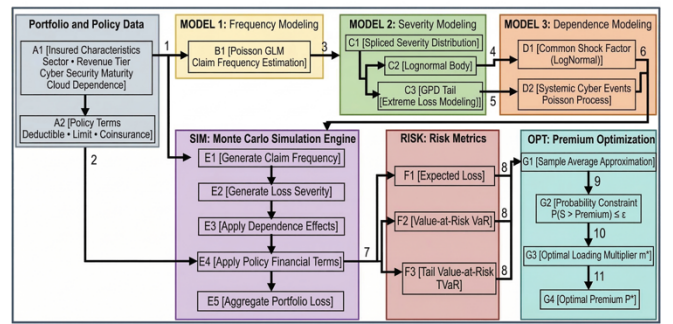 Portfolio and Policy Data
A1 [Insured Characteristics
Sector • Revenue Tier
Cyber Security Maturity
Cloud Dependence]
A2 [Policy Terms
Deductible • Limit • Coinsurance]
1
2
MODEL 1: Frequency Modeling
B1 [Poisson GLM
Claim Frequency Estimation]
3
MODEL 2: Severity Modeling
C1 [Spliced Severity Distribution]
C2 [Lognormal Body]
C3 [GPD Tail
[Extreme Loss Modeling]]
4
5
MODEL 3: Dependence Modeling
D1 [Common Shock Factor
(LogNormal)]
D2 [Systemic Cyber Events
Poisson Process]
6
SIM: Monte Carlo Simulation Engine
E1 [Generate Claim Frequency]
E2 [Generate Loss Severity]
E3 [Apply Dependence Effects]
E4 [Apply Policy Financial Terms]
E5 [Aggregate Portfolio Loss]
7
RISK: Risk Metrics
F1 [Expected Loss]
F2 [Value-at-Risk VaR]
F3 [Tail Value-at-Risk
TVaR]
8
8
8
OPT: Premium Optimization
G1 [Sample Average Approximation]
9
G2 [Probability Constraint
P(S > Premium) ≤ ε
10
G3 [Optimal Loading Multiplier m*]
11
G4 [Optimal Premium P*]